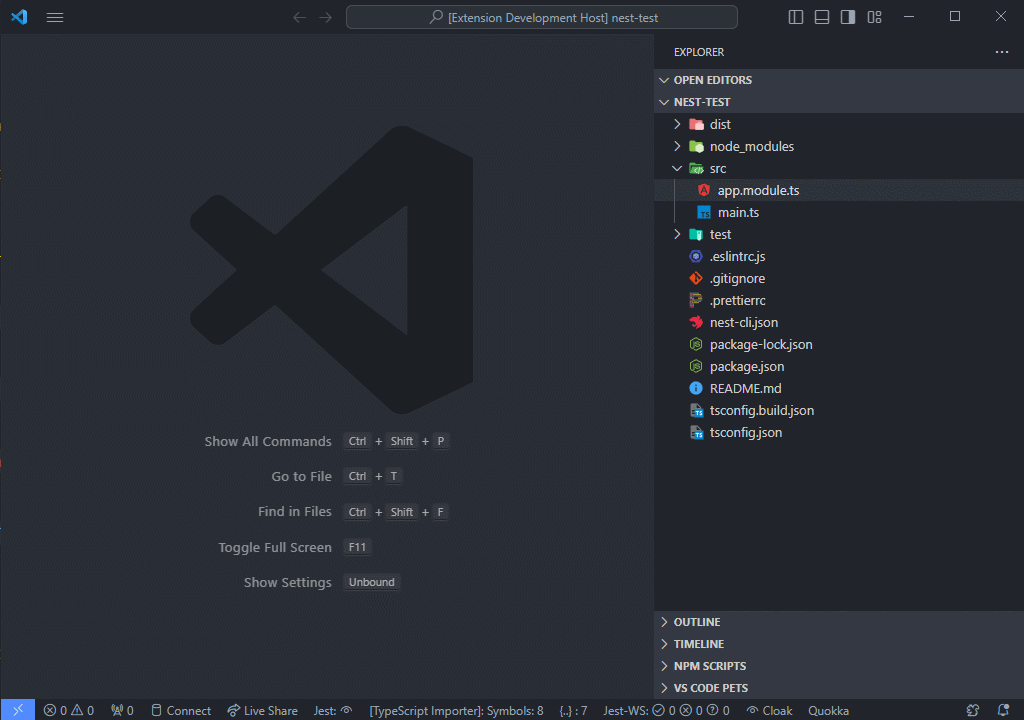 [Extension Development Host] nest-test
EXPLORER
OPEN EDITORS
NEST-TEST
dist
node_modules
src
app.module.ts
main.ts
test
.eslintrc.js
.gitignore
.prettierrc
nest-cli.json
package-lock.json
package.json
README.md
tsconfig.build.json
tsconfig.json
Show All Commands Ctrl + Shift + P
Go to File Ctrl + T
Find in Files Ctrl + Shift + F
Toggle Full Screen F11
Show Settings Unbound
OUTLINE
TIMELINE
NPM SCRIPTS
VS CODE PETS
0 0 0 Connect Live Share Jest: [TypeScript Importer]: Symbols: 8 {..} : 7 Jest-WS: 0 0 0 Cloak Quokka